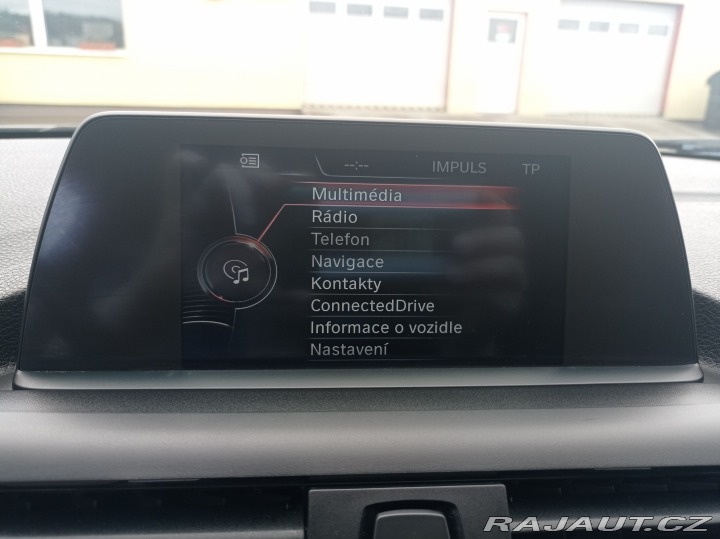 --:-- IMPULS TP
Multimédia
Rádio
Telefon
Navigace
Kontakty
ConnectedDrive
Informace o vozidle
Nastavení
RAJAUT.CZ